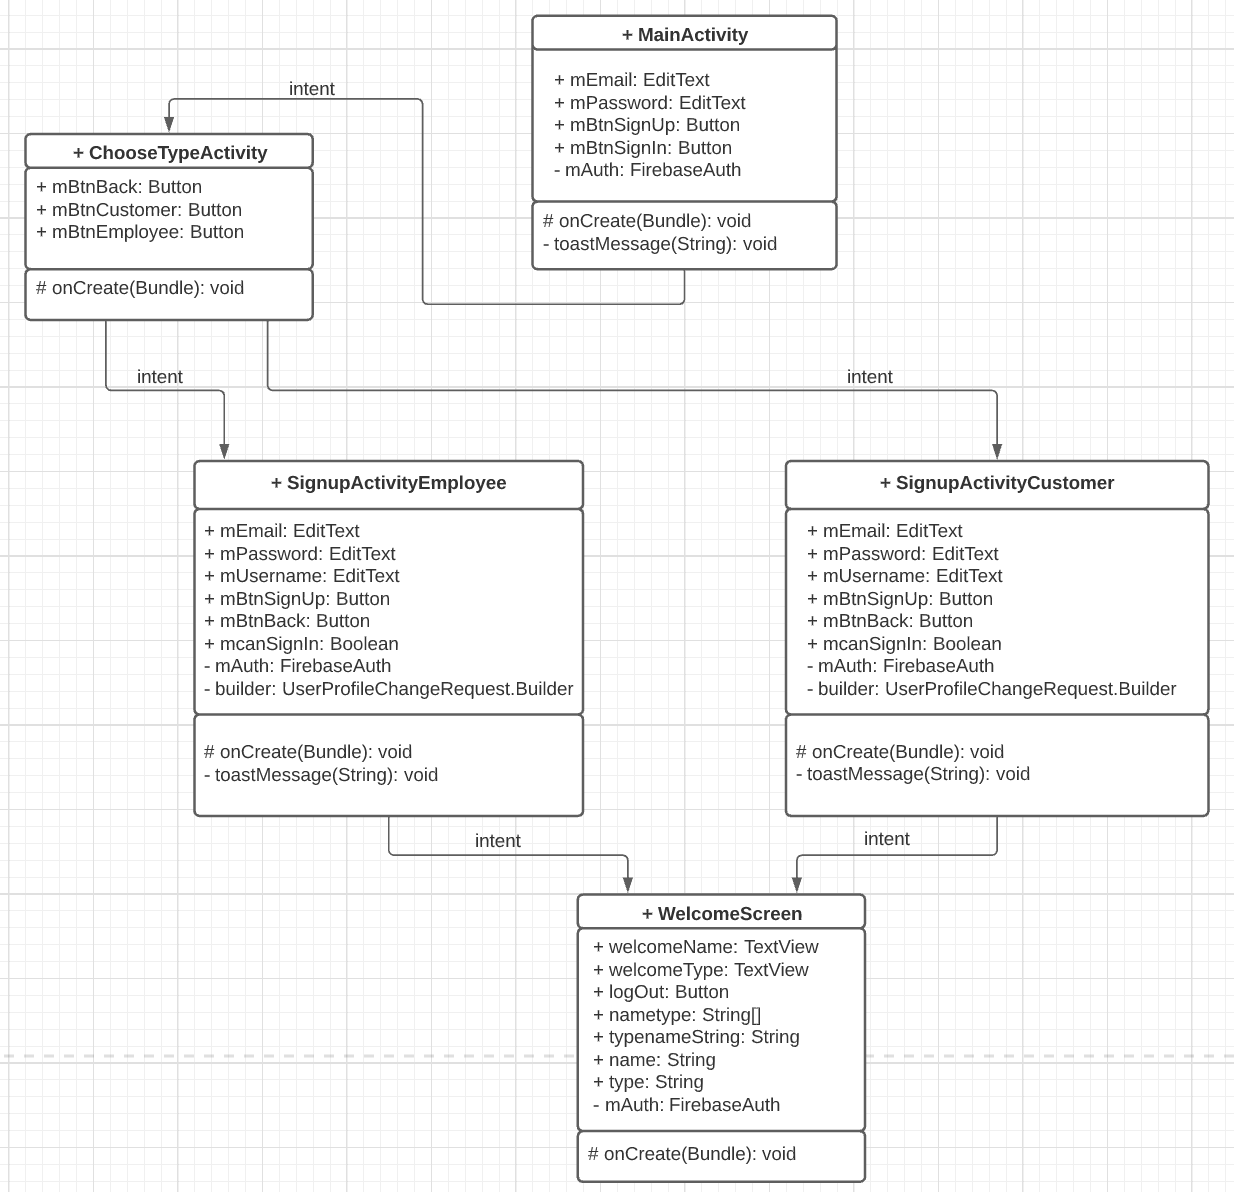 + MainActivity
+ mEmail: EditText
+ mPassword: EditText
+ mBtnSignUp: Button
+ mBtnSignIn: Button
- mAuth: FirebaseAuth
# onCreate(Bundle): void
- toastMessage(String): void
intent
+ ChooseTypeActivity
+ mBtnBack: Button
+ mBtnCustomer: Button
+ mBtnEmployee: Button
# onCreate(Bundle): void
intent
intent
+ SignupActivityEmployee
+ mEmail: EditText
+ mPassword: EditText
+ mUsername: EditText
+ mBtnSignUp: Button
+ mBtnBack: Button
+ mcanSignIn: Boolean
- mAuth: FirebaseAuth
- builder: UserProfileChangeRequest.Builder
# onCreate(Bundle): void
- toastMessage(String): void
+ SignupActivityCustomer
+ mEmail: EditText
+ mPassword: EditText
+ mUsername: EditText
+ mBtnSignUp: Button
+ mBtnBack: Button
+ mcanSignIn: Boolean
- mAuth: FirebaseAuth
- builder: UserProfileChangeRequest.Builder
# onCreate(Bundle): void
- toastMessage(String): void
intent
intent
+ WelcomeScreen
+ welcomeName: TextView
+ welcomeType: TextView
+ logOut: Button
+ nametype: String[]
+ typenameString: String
+ name: String
+ type: String
- mAuth: FirebaseAuth
# onCreate(Bundle): void